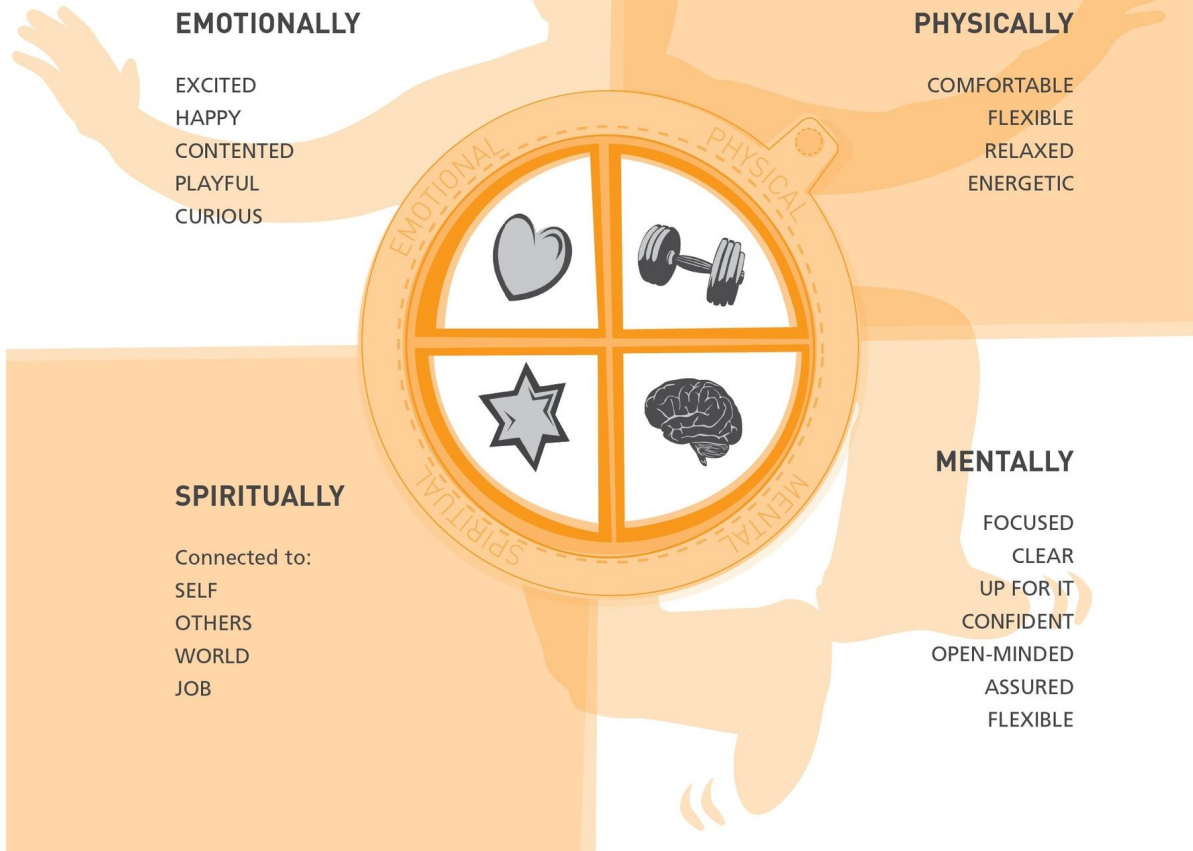 EMOTIONALLY
EXCITED
HAPPY
CONTENTED
PLAYFUL
CURIOUS
PHYSICALLY
COMFORTABLE
FLEXIBLE
RELAXED
ENERGETIC
EMOTIONAL
PHYSICAL
SPIRITUAL
MENTAL
SPIRITUALLY
Connected to:
SELF
OTHERS
WORLD
JOB
MENTALLY
FOCUSED
CLEAR
UP FOR IT
CONFIDENT
OPEN-MINDED
ASSURED
FLEXIBLE